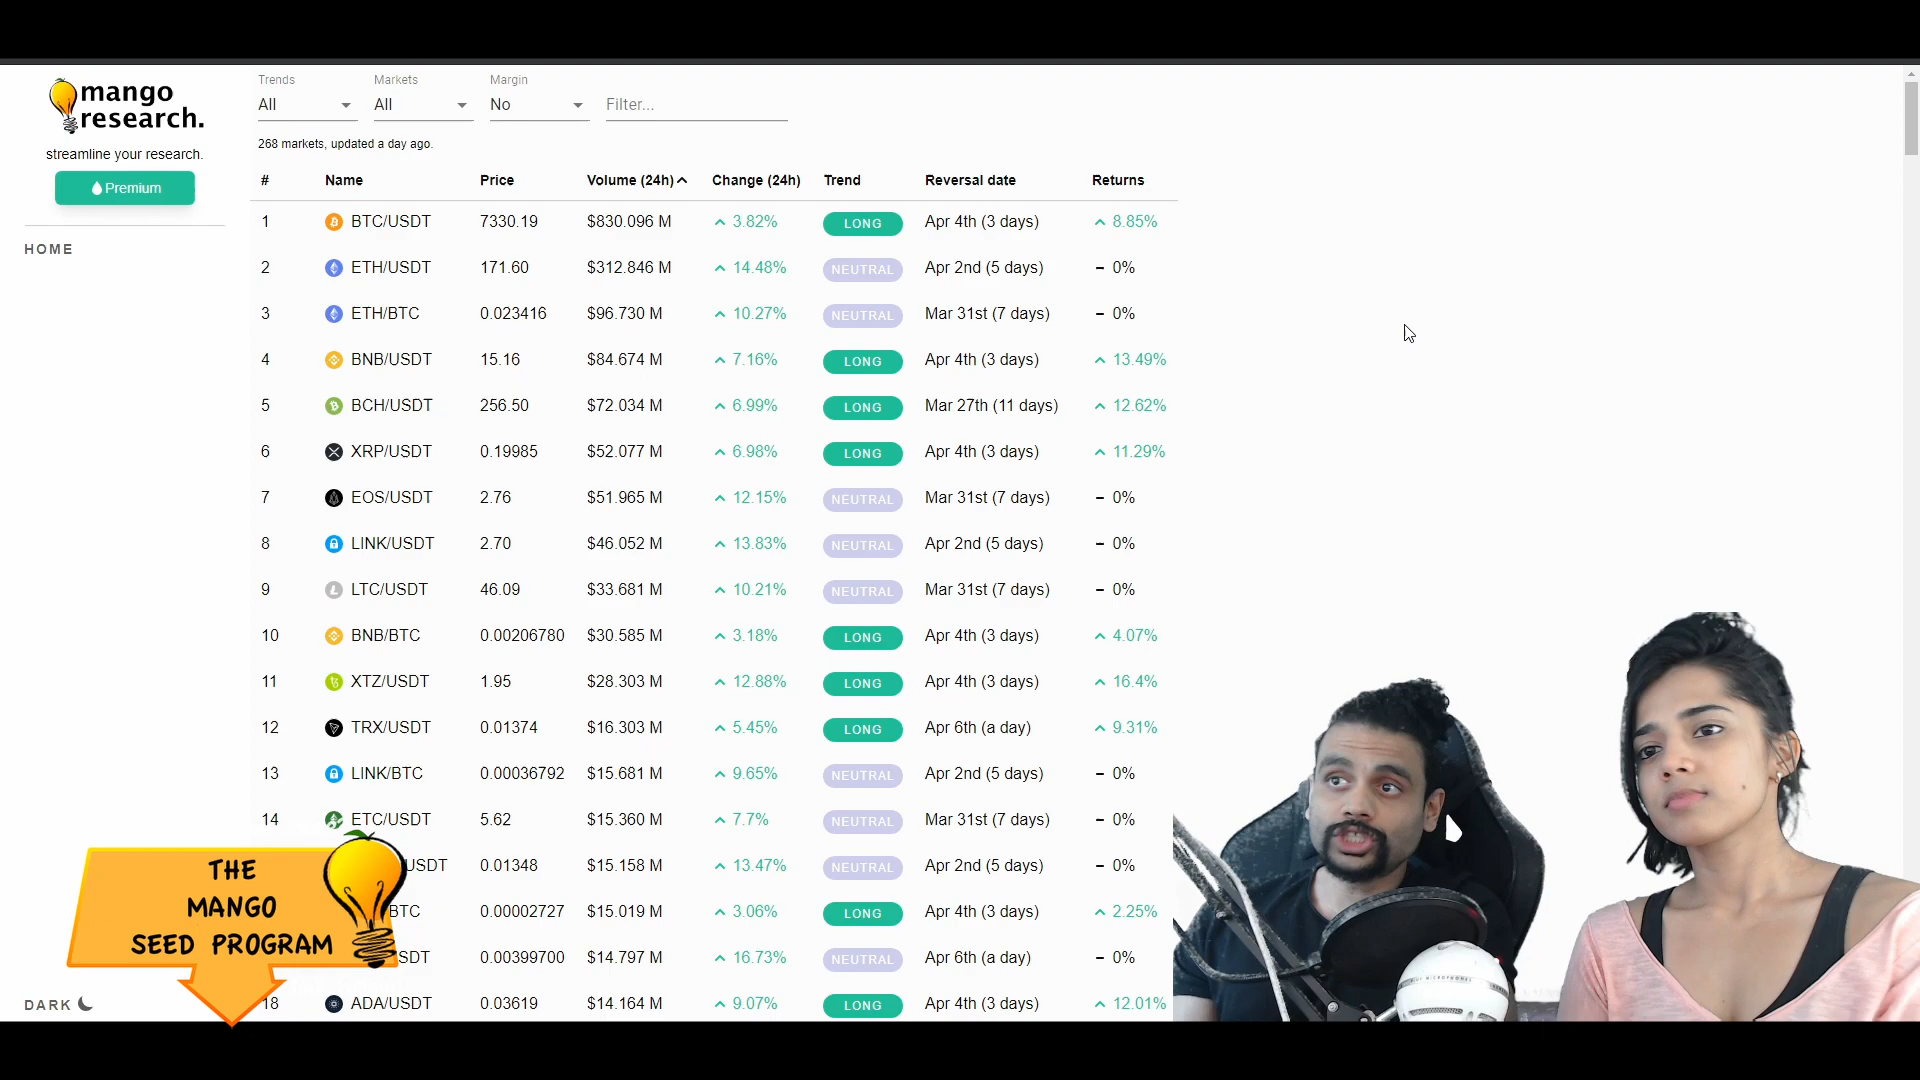 mango
research.
streamline your research.
Premium
HOME
DARK
Trends Markets Margin
All All No Filter...
268 markets, updated a day ago.
# Name Price Volume (24h) Change (24h) Trend Reversal date Returns
1 BTC/USDT 7330.19 $830.096 M 3.82% LONG Apr 4th (3 days) 8.85%
2 ETH/USDT 171.60 $312.846 M 14.48% NEUTRAL Apr 2nd (5 days) – 0%
3 ETH/BTC 0.023416 $96.730 M 10.27% NEUTRAL Mar 31st (7 days) – 0%
4 BNB/USDT 15.16 $84.674 M 7.16% LONG Apr 4th (3 days) 13.49%
5 BCH/USDT 256.50 $72.034 M 6.99% LONG Mar 27th (11 days) 12.62%
6 XRP/USDT 0.19985 $52.077 M 6.98% LONG Apr 4th (3 days) 11.29%
7 EOS/USDT 2.76 $51.965 M 12.15% NEUTRAL Mar 31st (7 days) – 0%
8 LINK/USDT 2.70 $46.052 M 13.83% NEUTRAL Apr 2nd (5 days) – 0%
9 LTC/USDT 46.09 $33.681 M 10.21% NEUTRAL Mar 31st (7 days) – 0%
10 BNB/BTC 0.00206780 $30.585 M 3.18% LONG Apr 4th (3 days) 4.07%
11 XTZ/USDT 1.95 $28.303 M 12.88% LONG Apr 4th (3 days) 16.4%
12 TRX/USDT 0.01374 $16.303 M 5.45% LONG Apr 6th (a day) 9.31%
13 LINK/BTC 0.00036792 $15.681 M 9.65% NEUTRAL Apr 2nd (5 days) – 0%
14 ETC/USDT 5.62 $15.360 M 7.7% NEUTRAL Mar 31st (7 days) – 0%
USDT 0.01348 $15.158 M 13.47% NEUTRAL Apr 2nd (5 days) – 0%
BTC 0.00002727 $15.019 M 3.06% LONG Apr 4th (3 days) 2.25%
SDT 0.00399700 $14.797 M 16.73% NEUTRAL Apr 6th (a day) – 0%
18 ADA/USDT 0.03619 $14.164 M 9.07% LONG Apr 4th (3 days) 12.01%
THE
MANGO
SEED PROGRAM